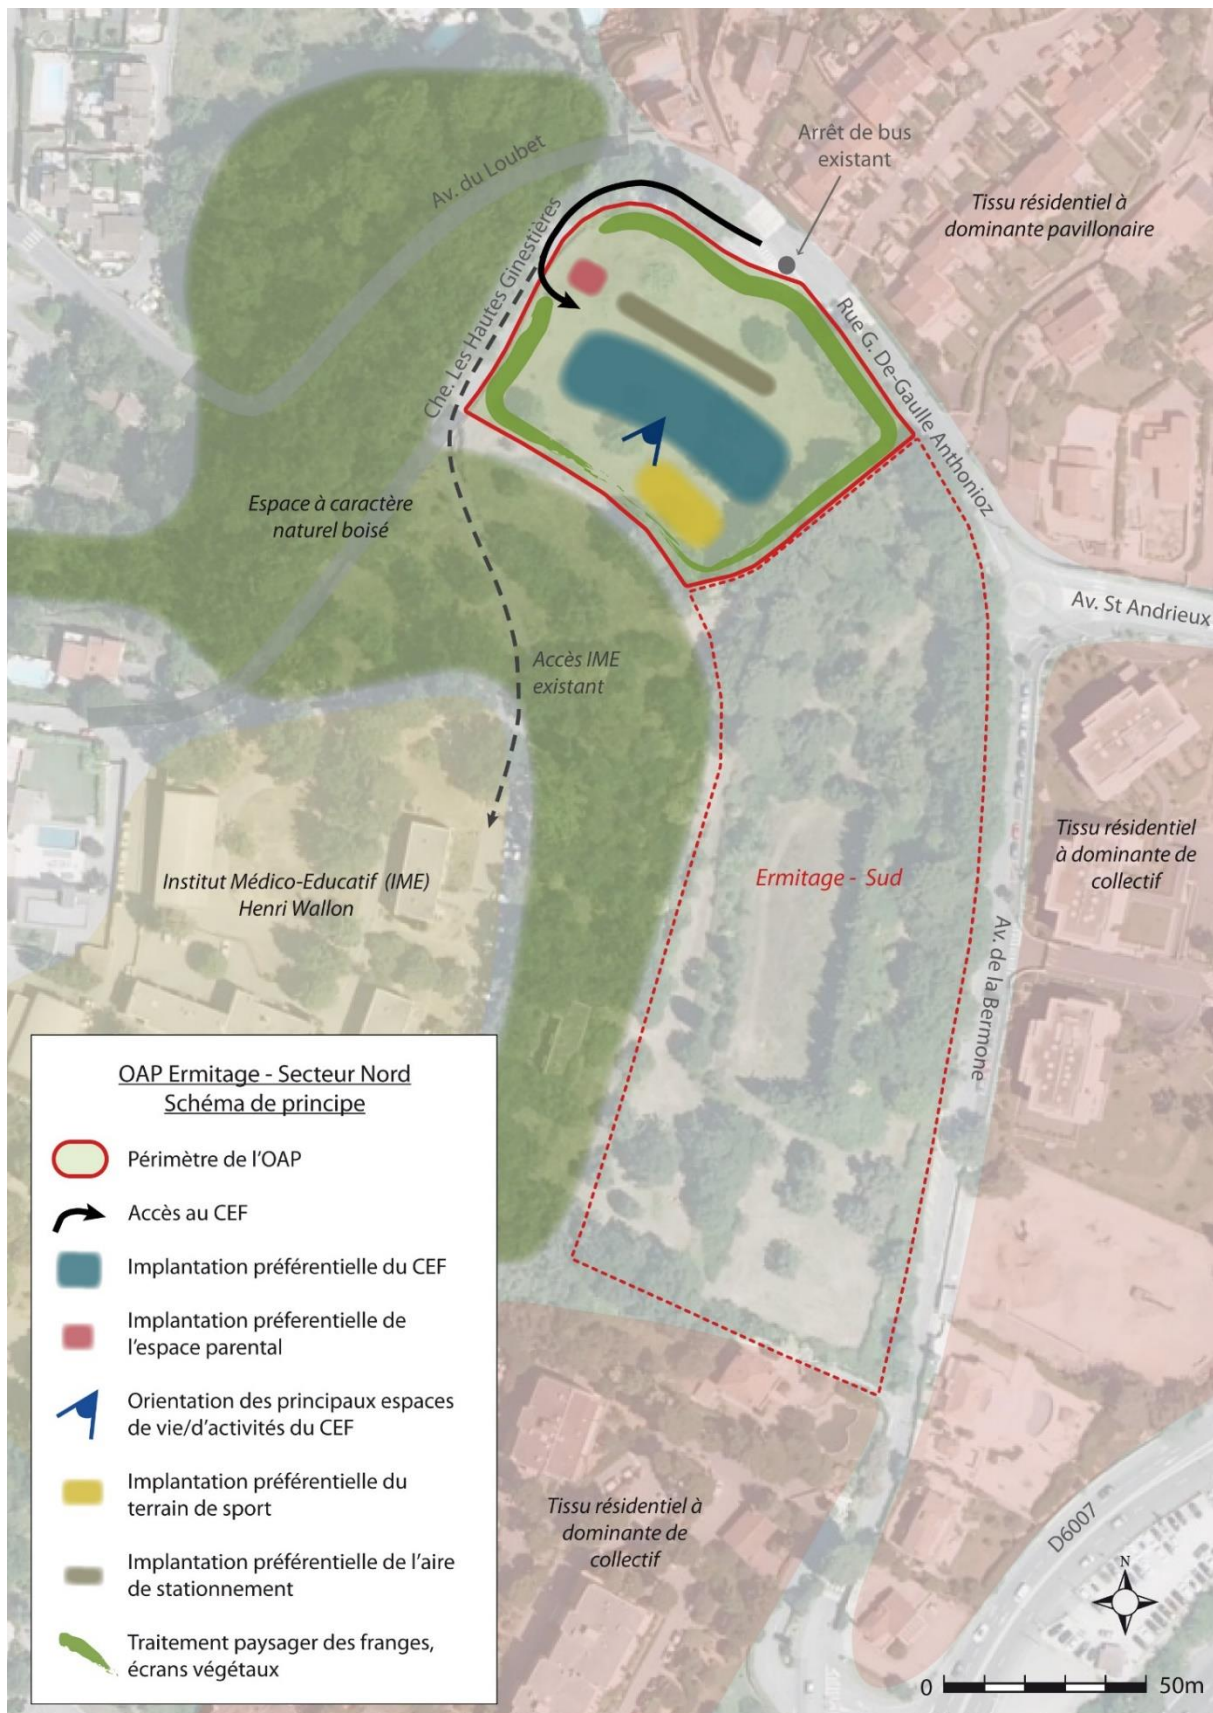 Arrêt de bus
existant
Av. du Loubet
Tissu résidentiel à
dominante pavillonaire
Che. Les Hautes Ginestières
Rue G. De-Gaulle Anthonioz
Espace à caractère
naturel boisé
Av. St Andrieux
Accès IME
existant
Tissu résidentiel
à dominante de
collectif
Institut Médico-Educatif (IME)
Henri Wallon
Ermitage - Sud
Av. de la Bermone
OAP Ermitage - Secteur Nord
Schéma de principe
Périmètre de l'OAP
Accès au CEF
Implantation préférentielle du CEF
Implantation préferentielle de
l'espace parental
Orientation des principaux espaces
de vie/d'activités du CEF
Implantation préférentielle du
terrain de sport
Implantation préférentielle de l'aire
de stationnement
Traitement paysager des franges,
écrans végétaux
Tissu résidentiel à
dominante de
collectif
D6007
N
0 50m